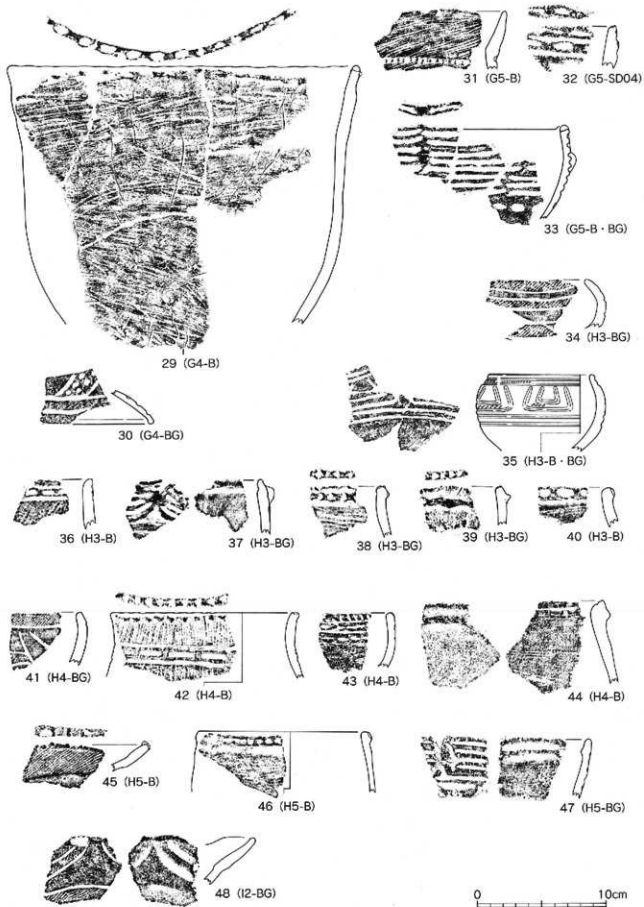 31 (G5-B)
32 (G5-SD04)
33 (G5-B・BG)
29 (G4-B)
34 (H3-BG)
30 (G4-BG)
35 (H3-B・BG)
36 (H3-B)
37 (H3-BG)
38 (H3-BG)
39 (H3-BG)
40 (H3-B)
41 (H4-BG)
42 (H4-B)
43 (H4-B)
44 (H4-B)
45 (H5-B)
46 (H5-B)
47 (H5-BG)
48 (I2-BG)
0 10cm